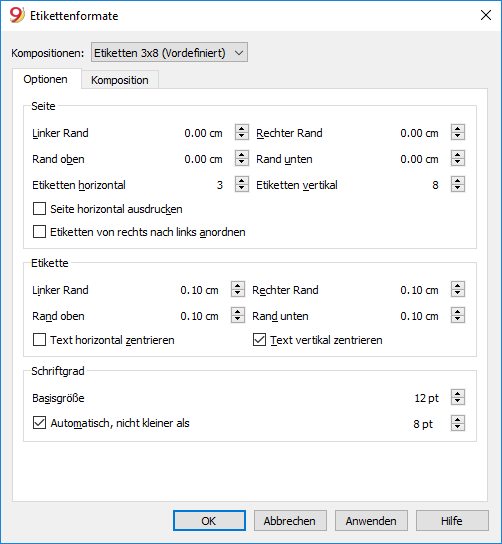 9 Etikettenformate
Kompositionen: Etiketten 3x8 (Vordefiniert)
Optionen Komposition
Seite
Linker Rand 0.00 cm Rechter Rand 0.00 cm
Rand oben 0.00 cm Rand unten 0.00 cm
Etiketten horizontal 3 Etiketten vertikal 8
Seite horizontal ausdrucken
Etiketten von rechts nach links anordnen
Etikette
Linker Rand 0.10 cm Rechter Rand 0.10 cm
Rand oben 0.10 cm Rand unten 0.10 cm
Text horizontal zentrieren Text vertikal zentrieren
Schriftgrad
Basisgröße 12 pt
Automatisch, nicht kleiner als 8 pt
OK Abbrechen Anwenden Hilfe